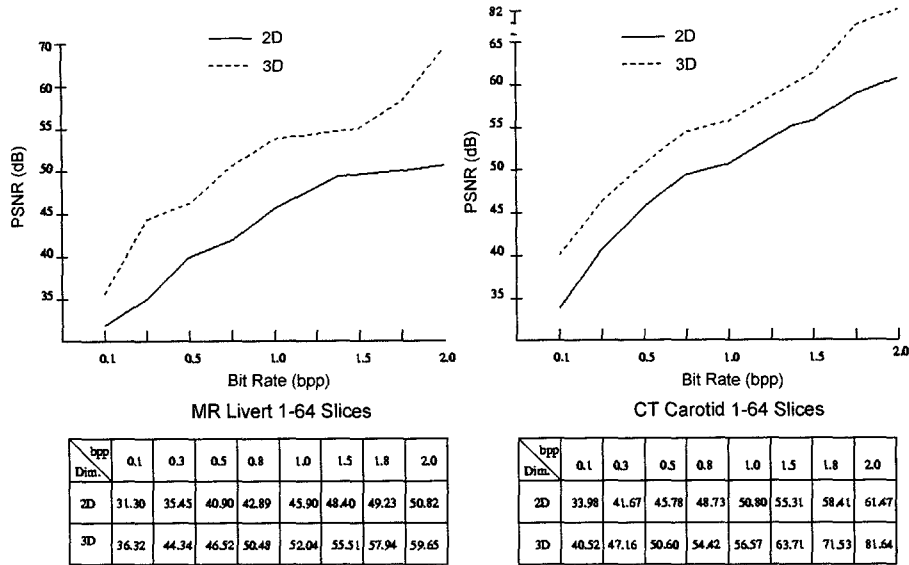 2D
3D
PSNR (dB)
70
60
55
50
45
40
35
0.1 0.5 1.0 1.5 2.0
Bit Rate (bpp)
MR Livert 1-64 Slices
bpp
Dim. 0.1 0.3 0.5 0.8 1.0 1.5 1.8 2.0
2D 31.30 35.45 40.90 42.89 45.90 48.40 49.23 50.82
3D 36.32 44.34 46.52 50.48 52.04 55.51 57.94 59.65
2D
3D
PSNR (dB)
82
65
60
55
50
45
40
35
0.1 0.5 1.0 1.5 2.0
Bit Rate (bpp)
CT Carotid 1-64 Slices
bpp
Dim. 0.1 0.3 0.5 0.8 1.0 1.5 1.8 2.0
2D 33.98 41.67 45.78 48.73 50.80 55.31 58.41 61.47
3D 40.52 47.16 50.60 54.42 56.57 63.71 71.53 81.64